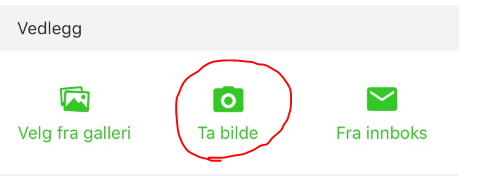 Vedlegg
Velg fra galleri
Ta bilde
Fra innboks